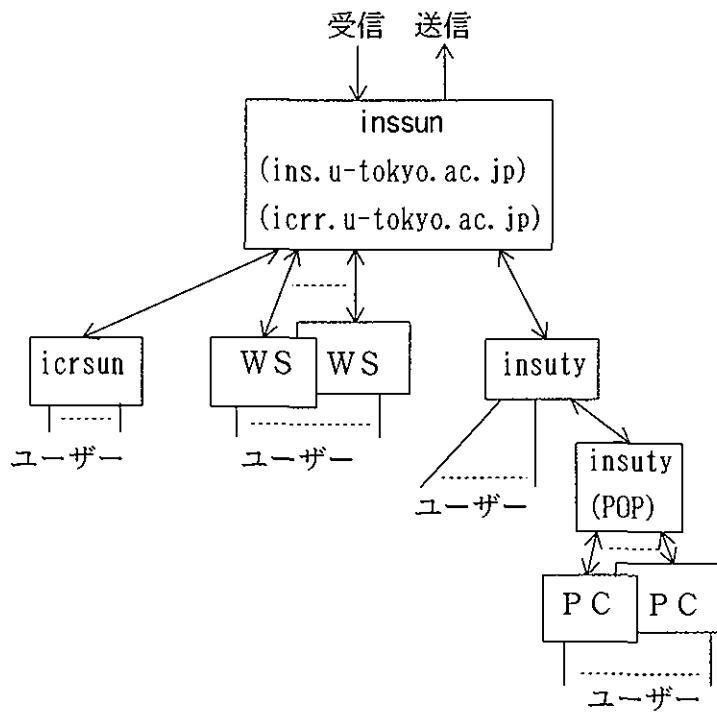 受信 送信
inssun
(ins.u-tokyo.ac.jp)
(icrr.u-tokyo.ac.jp)
icrsun
WS
WS
insuty
ユーザー
ユーザー
ユーザー
insuty
(POP)
PC
PC
ユーザー